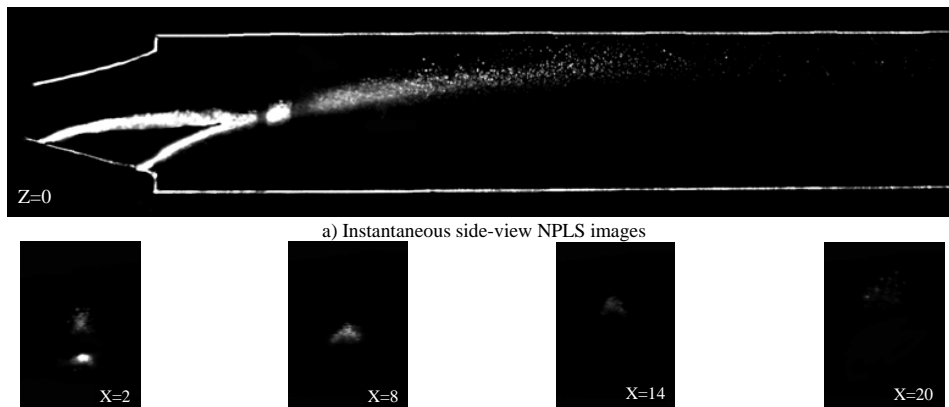 Z=0
a) Instantaneous side-view NPLS images
X=2
X=8
X=14
X=20